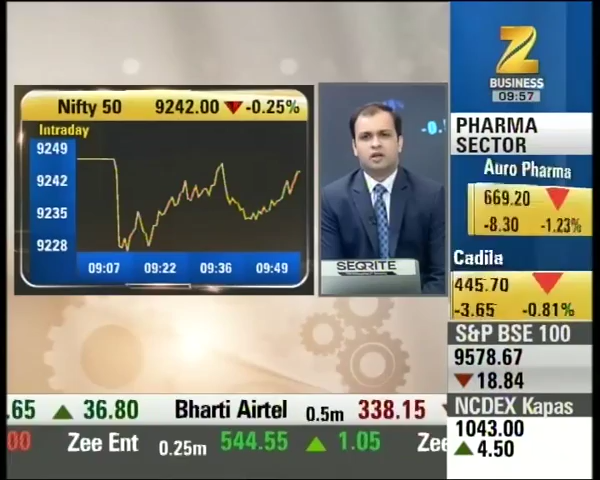 Nifty 50 9242.00 ▼ -0.25%
Intraday
9249
9242
9235
9228
09:07 09:22 09:36 09:49
-0.
SEQRITE
Z
BUSINESS
09:57
PHARMA
SECTOR
Auro Pharma
669.20
-8.30 -1.23%
Cadila
445.70
-3.65 -0.81%
S&P BSE 100
9578.67
▼ 18.84
NCDEX Kapas
1043.00
▲ 4.50
.65 ▲ 36.80 Bharti Airtel 0.5m 338.15
00 Zee Ent 0.25m 544.55 ▲ 1.05 Zee